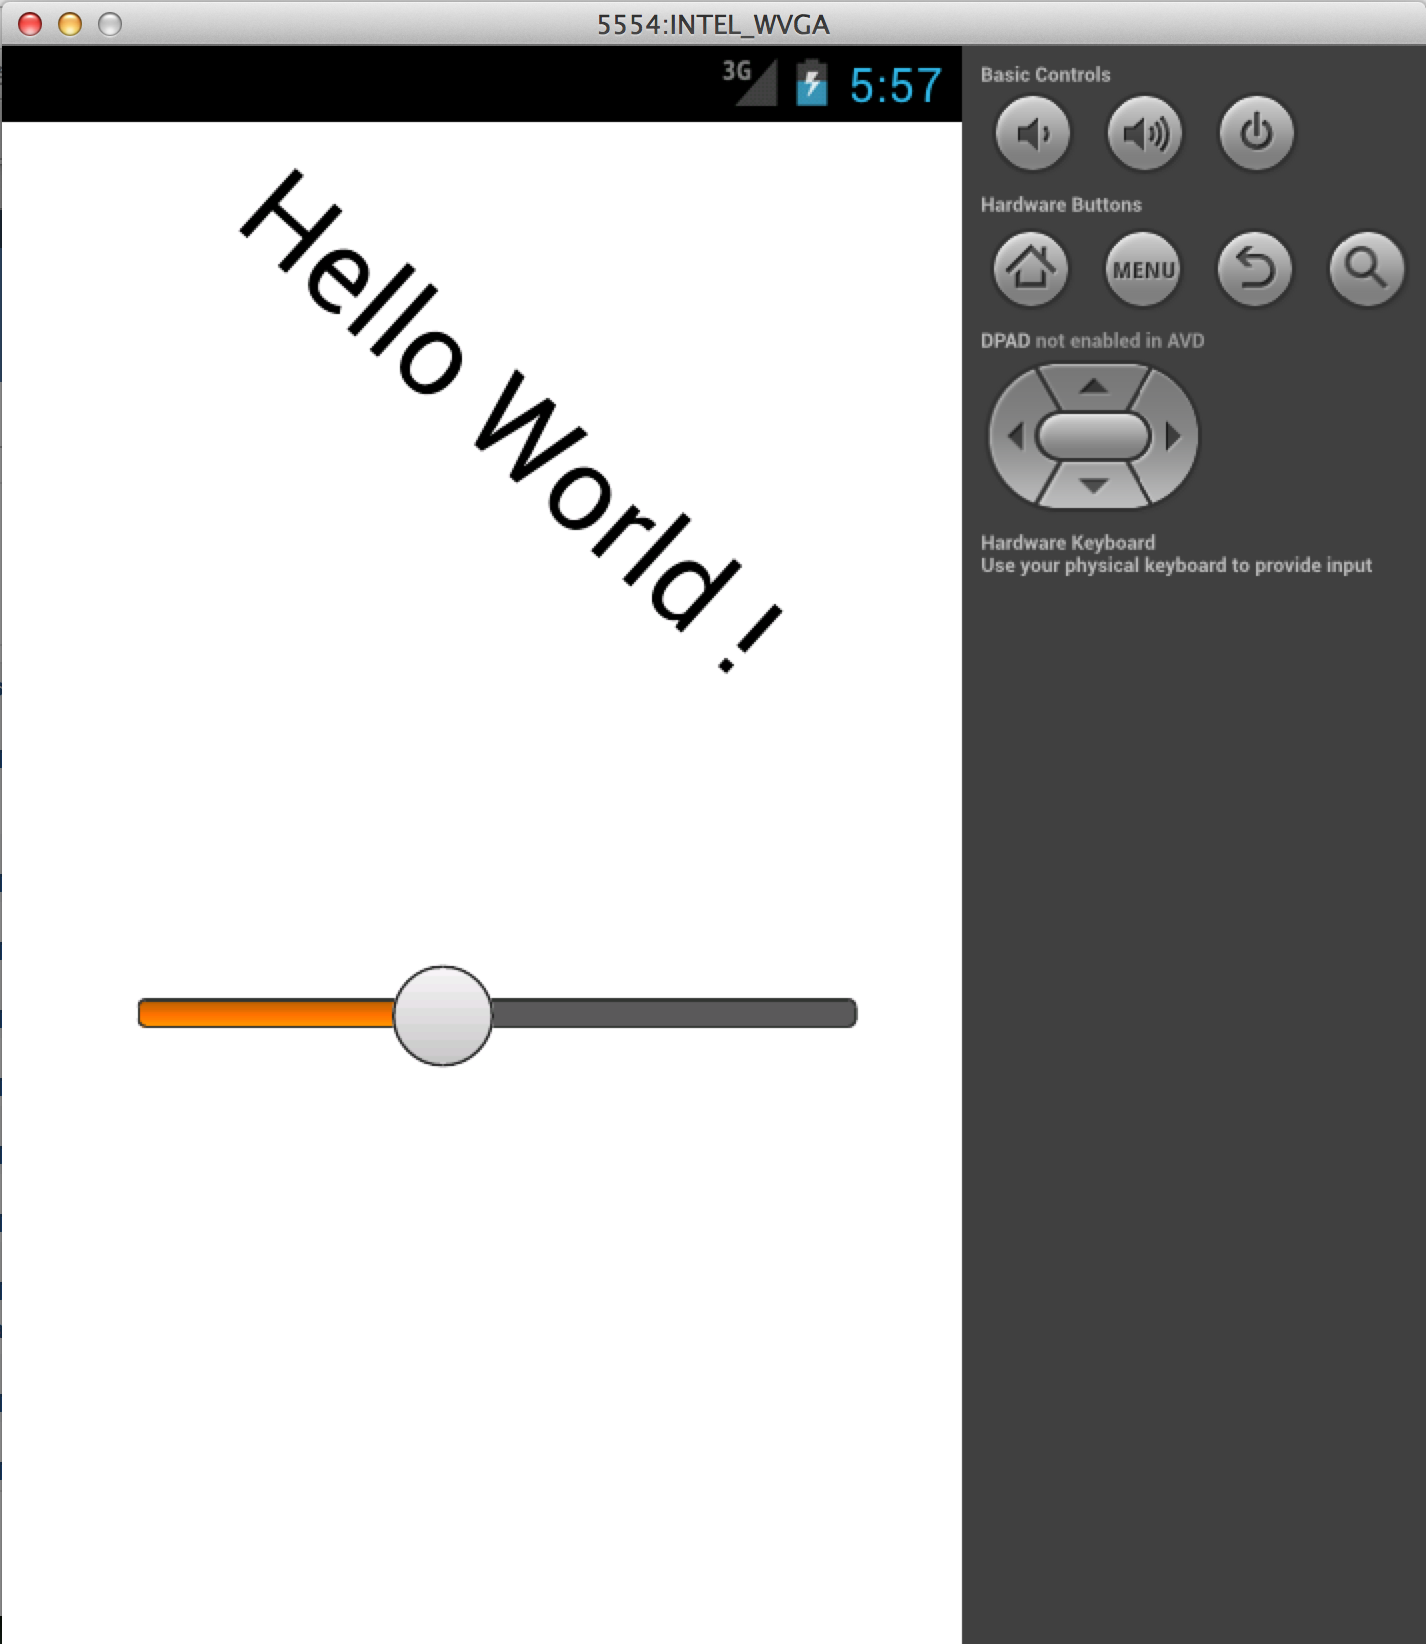 5554:INTEL_WVGA
3G 5:57
Hello World !
Basic Controls
Hardware Buttons
MENU
DPAD not enabled in AVD
Hardware Keyboard
Use your physical keyboard to provide input